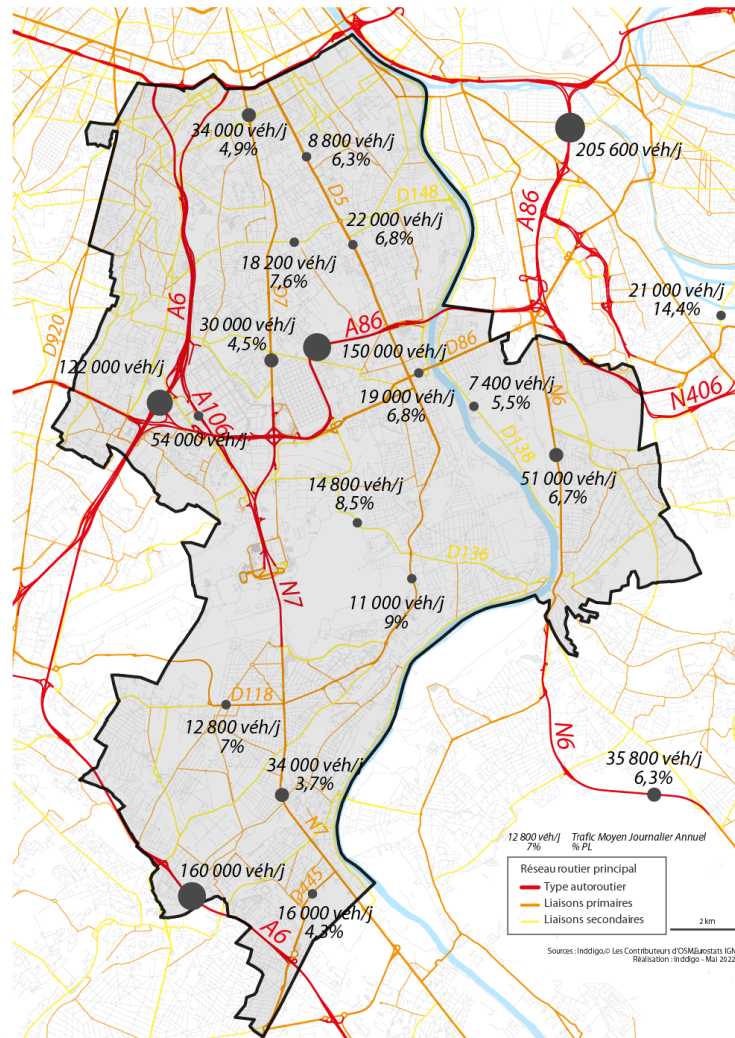 34 000 véh/j
4,9%
8 800 véh/j
6,3%
205 600 véh/j
D5
D148
A86
22 000 véh/j
6,8%
18 200 véh/j
7,6%
A6
D7
A86
21 000 véh/j
14,4%
D920
30 000 véh/j
4,5%
A86
150 000 véh/j
D86
122 000 véh/j
19 000 véh/j
6,8%
7 400 véh/j
5,5%
N6
N406
A106
54 000 véh/j
D138
51 000 véh/j
6,7%
14 800 véh/j
8,5%
D136
N7
11 000 véh/j
9%
D118
12 800 véh/j
7%
N6
34 000 véh/j
3,7%
35 800 véh/j
6,3%
N7
160 000 véh/j
D445
16 000 véh/j
4,3%
A6
12 800 véh/j Trafic Moyen Journalier Annuel
7% % PL
Réseau routier principal
Type autoroutier
Liaisons primaires
Liaisons secondaires
2 km
Sources : Inddigo,© Les Contributeurs d'OSM,Eurostats IGN
Réalisation : Inddigo - Mai 2022